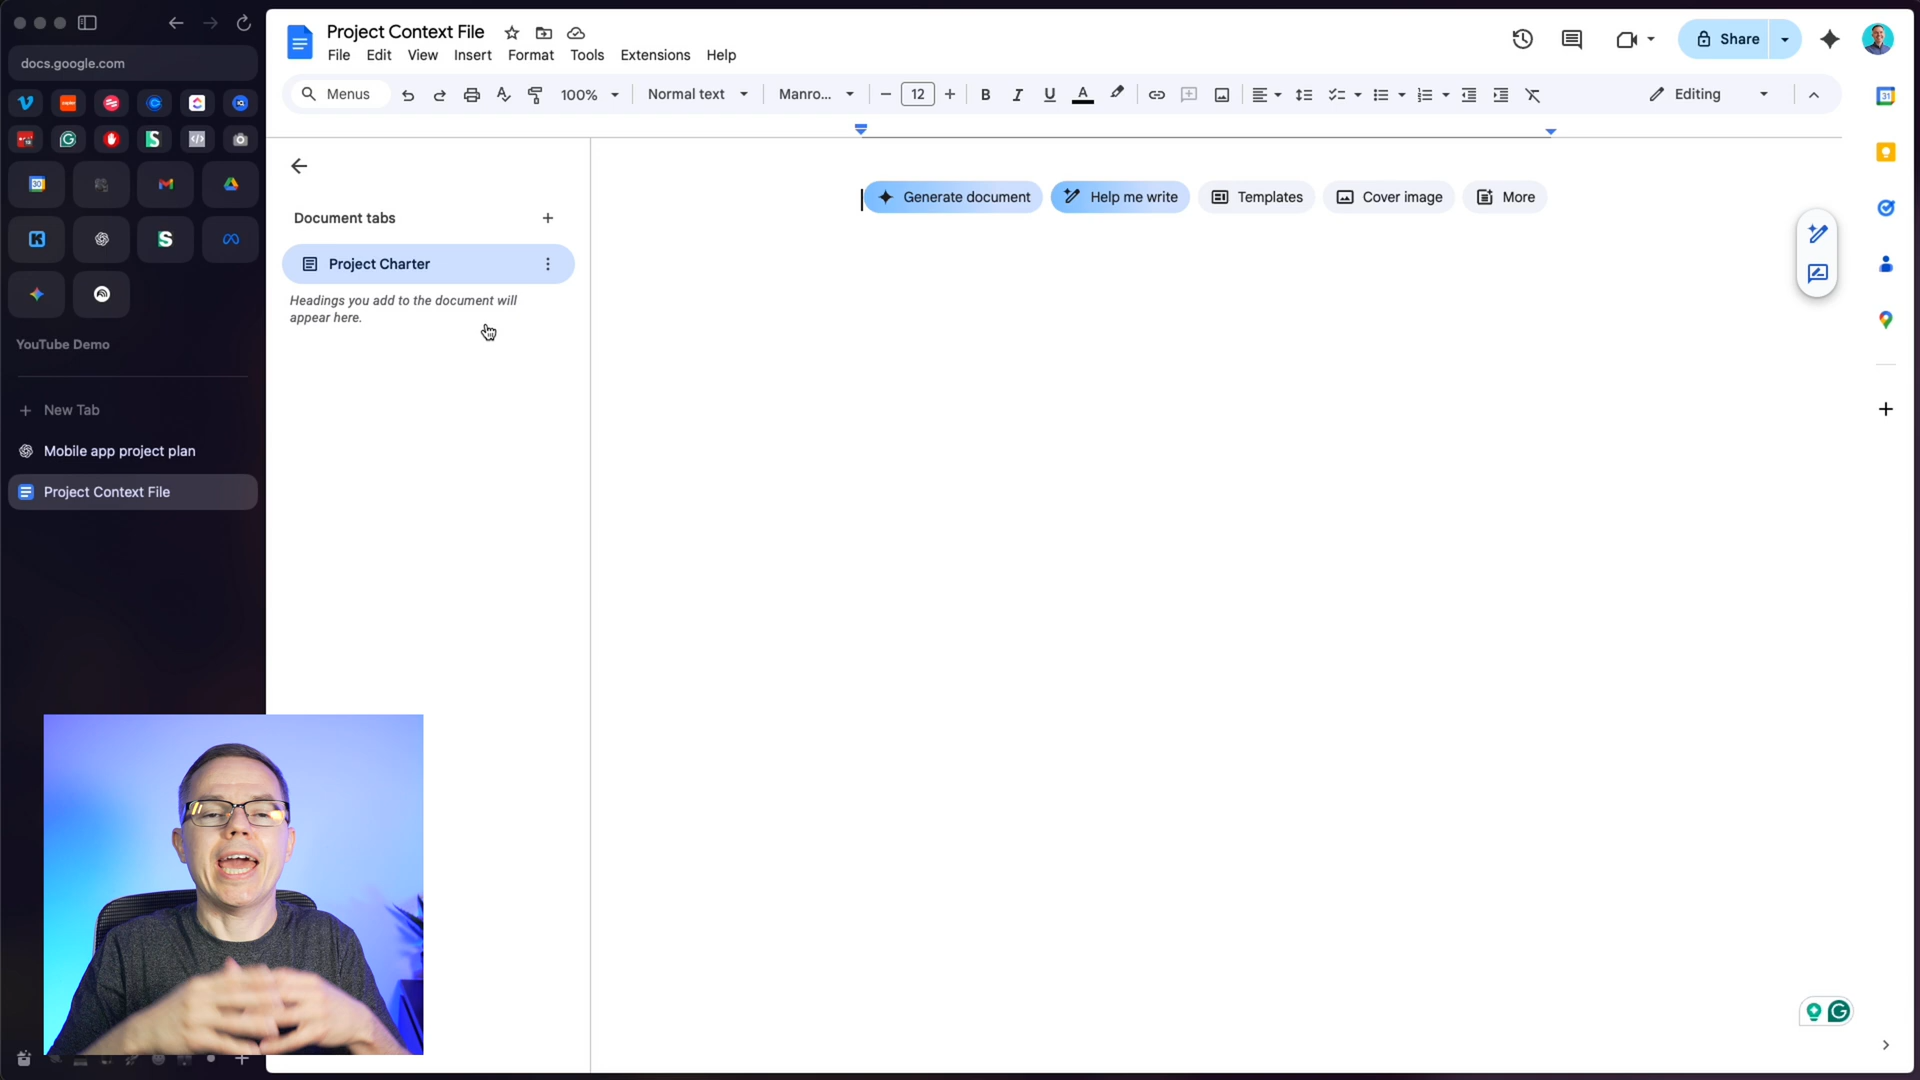 Project Context File
File Edit View Insert Format Tools Extensions Help
Share
docs.google.com
Menus 100% Normal text Manro... 12 Editing
Document tabs
Project Charter
Headings you add to the document will
appear here.
Generate document Help me write Templates Cover image More
YouTube Demo
New Tab
Mobile app project plan
Project Context File